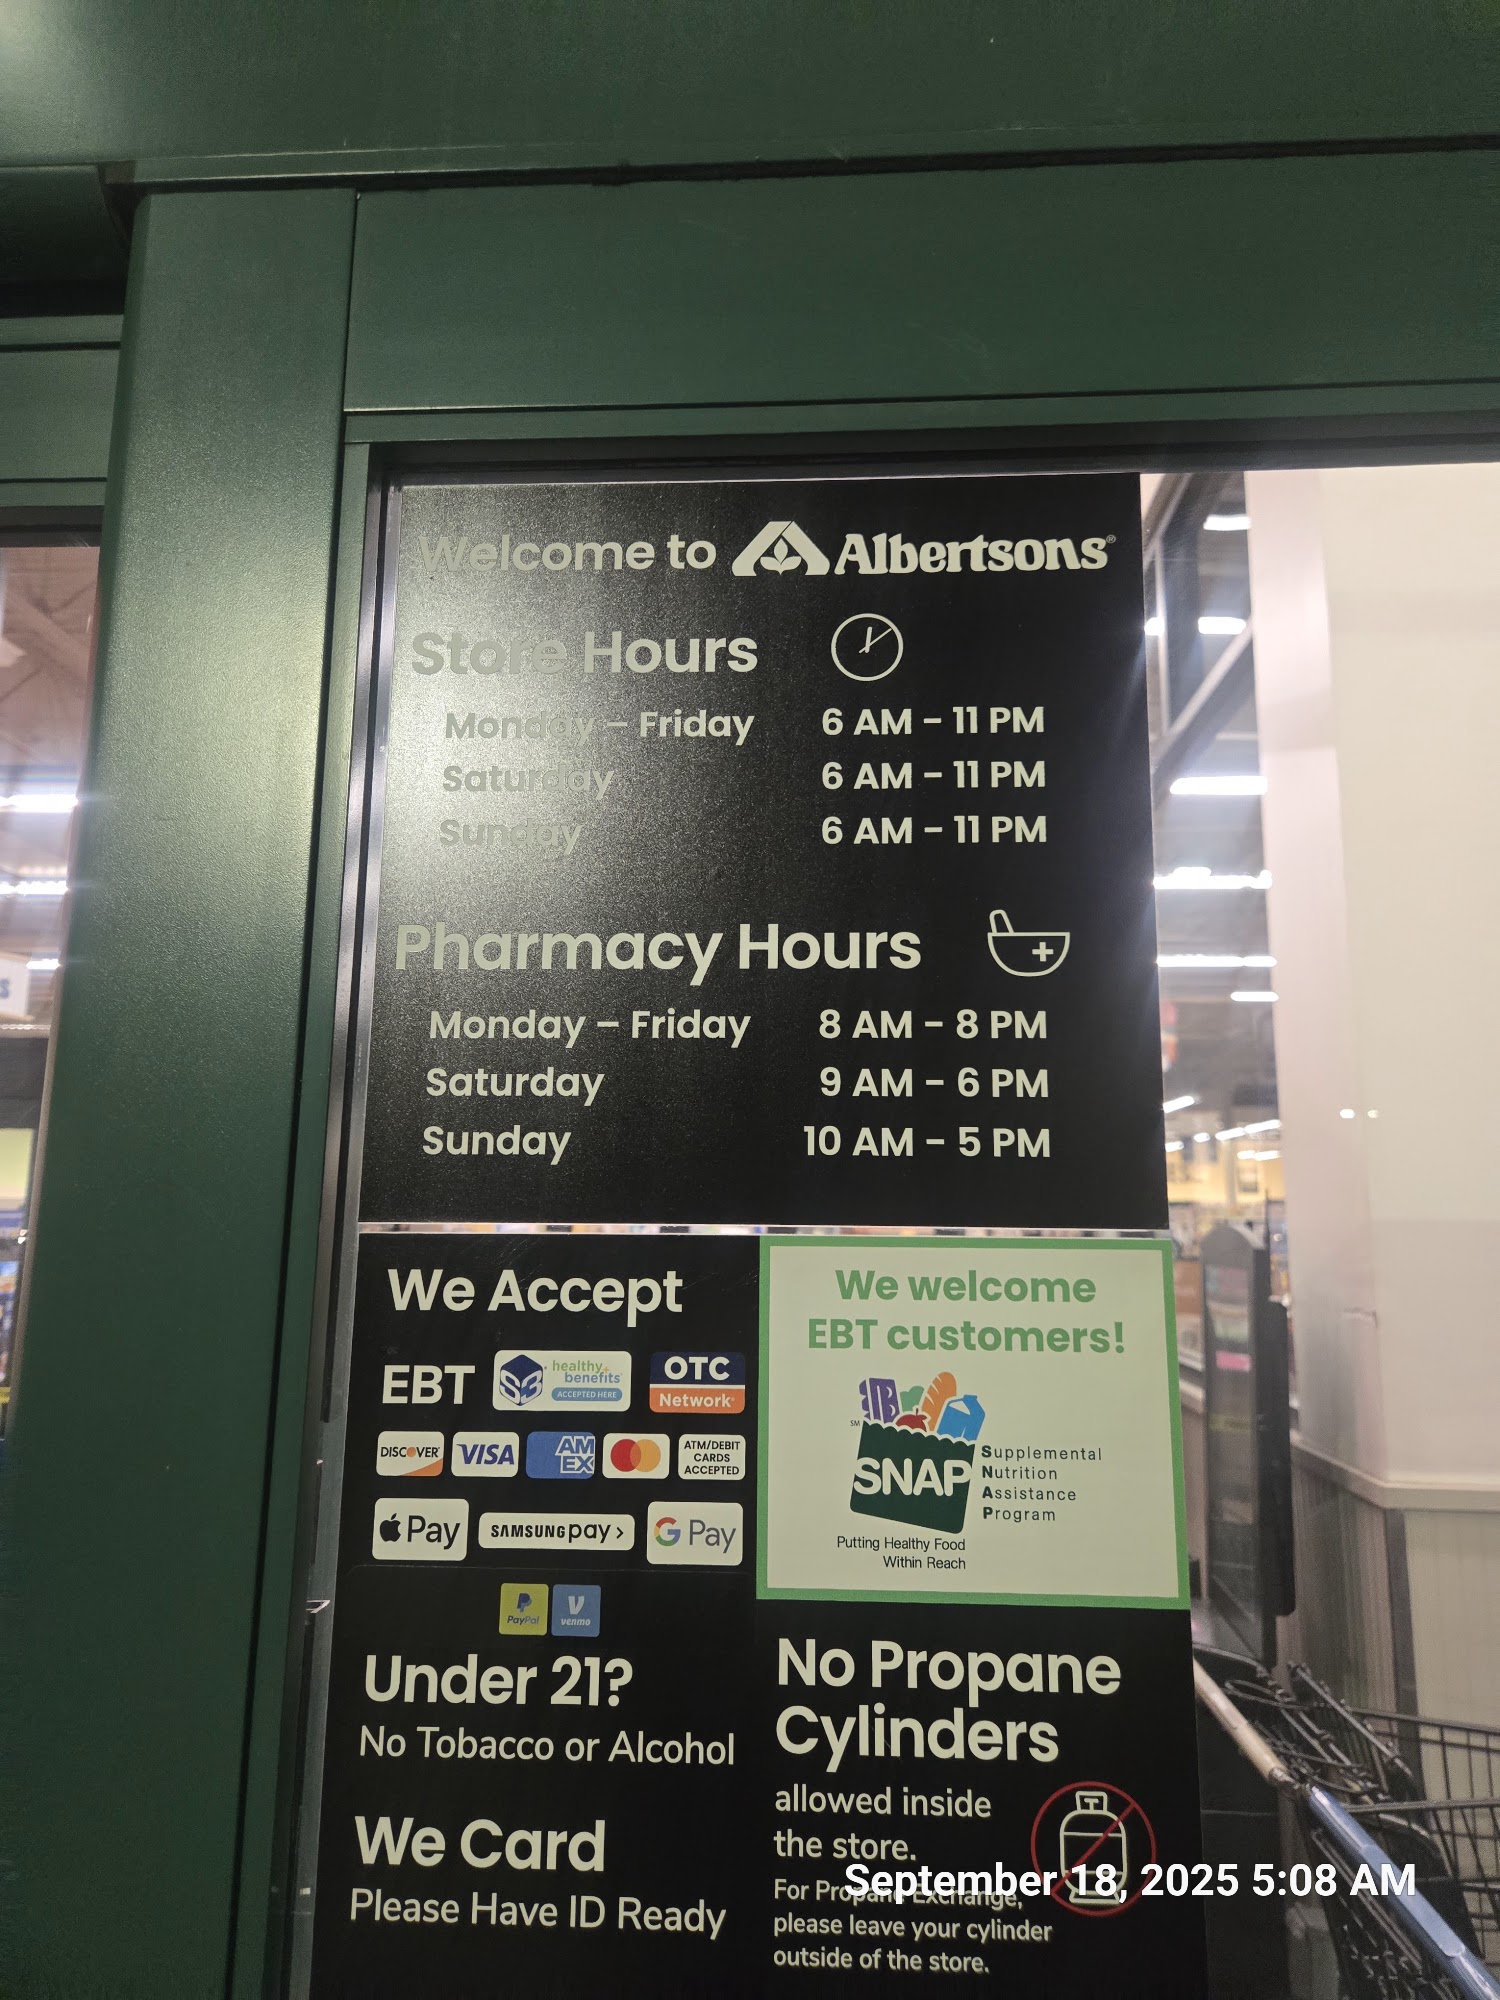 Welcome to Albertsons®
Store Hours
Monday – Friday 6 AM – 11 PM
Saturday 6 AM – 11 PM
Sunday 6 AM – 11 PM
Pharmacy Hours
Monday – Friday 8 AM – 8 PM
Saturday 9 AM – 6 PM
Sunday 10 AM – 5 PM
We Accept
EBT
S3 healthy+
benefits
ACCEPTED HERE
OTC
Network
DISCOVER
VISA
AM
EX
ATM/DEBIT
CARDS
ACCEPTED
Pay
SAMSUNG pay >
G Pay
PayPal
venmo
We welcome
EBT customers!
SM
SNAP
Supplemental
Nutrition
Assistance
Program
Putting Healthy Food
Within Reach
Under 21?
No Tobacco or Alcohol
We Card
Please Have ID Ready
No Propane
Cylinders
allowed inside
the store.
For Propane Exchange,
please leave your cylinder
outside of the store.
September 18, 2025 5:08 AM